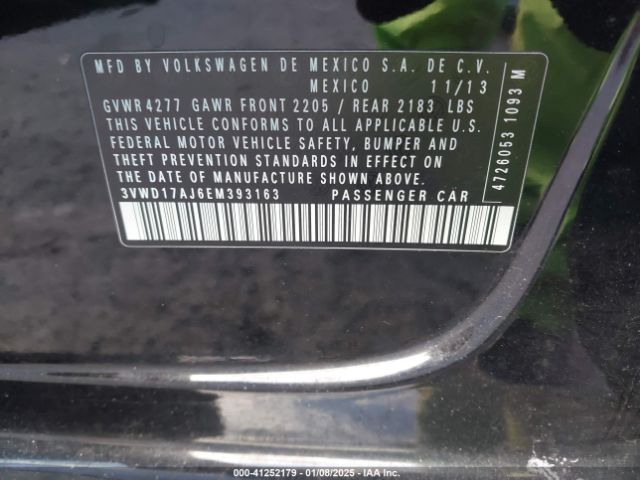 MFD BY VOLKSWAGEN DE MEXICO S.A. DE C.V.
MEXICO 11/13
GVWR 4277 GAWR FRONT 2205 / REAR 2183 LBS
THIS VEHICLE CONFORMS TO ALL APPLICABLE U.S.
FEDERAL MOTOR VEHICLE SAFETY, BUMPER AND
THEFT PREVENTION STANDARDS IN EFFECT ON
THE DATE OF MANUFACTURE SHOWN ABOVE.
3VWD17AJ6EM393163 PASSENGER CAR
4726053 1093 M
000-41252179 - 01/08/2025 - IAA Inc.